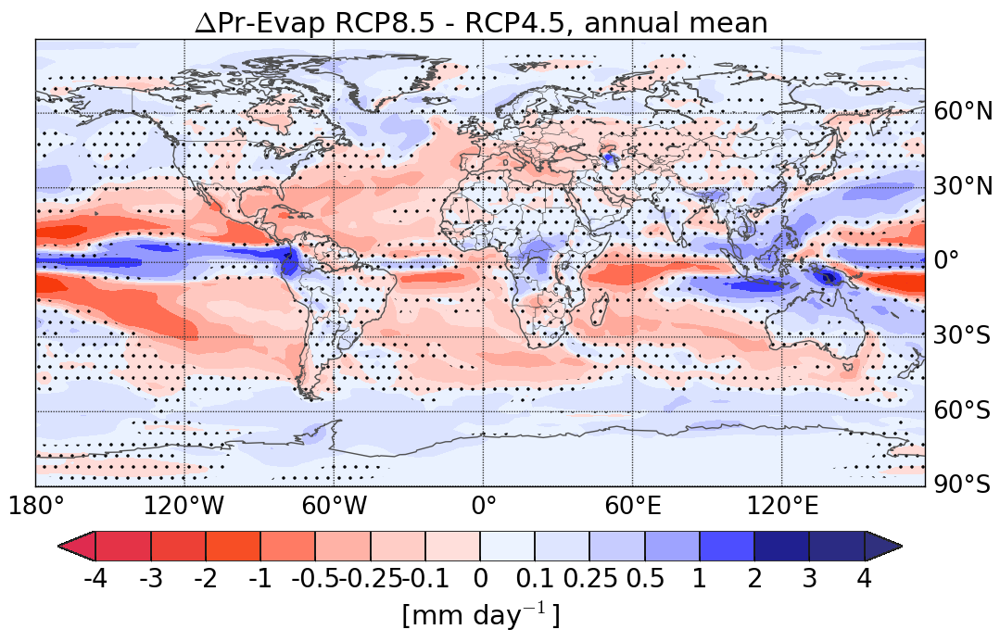 ΔPr-Evap RCP8.5 - RCP4.5, annual mean
60°N
30°N
0°
30°S
60°S
90°S
180° 120°W 60°W 0° 60°E 120°E
-4 -3 -2 -1 -0.5 -0.25 -0.1 0 0.1 0.25 0.5 1 2 3 4
[mm day⁻¹]